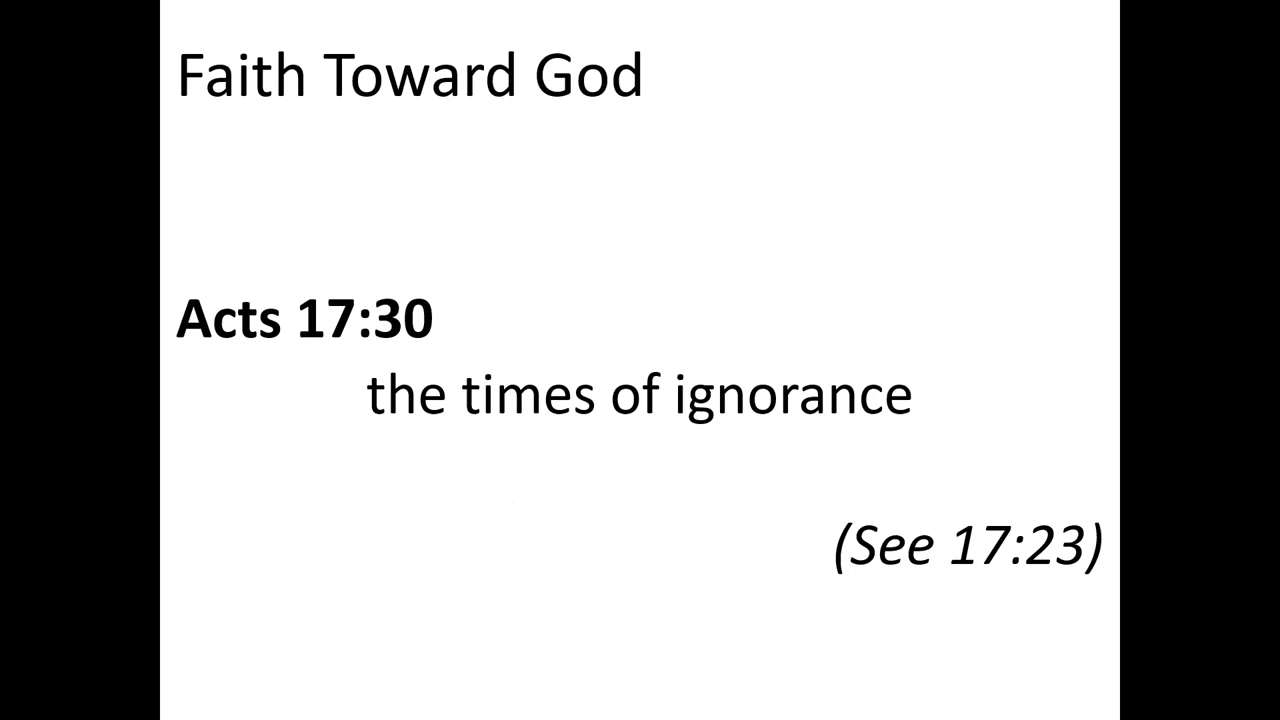 Faith Toward God
Acts 17:30
the times of ignorance
(See 17:23)